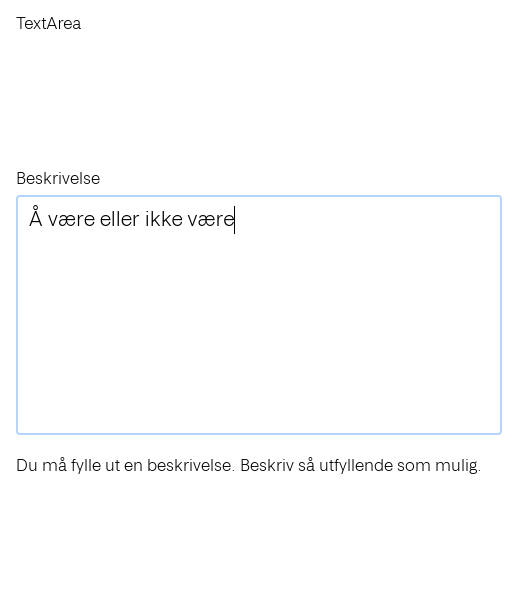 TextArea
Beskrivelse
Å være eller ikke være
Du må fylle ut en beskrivelse. Beskriv så utfyllende som mulig.